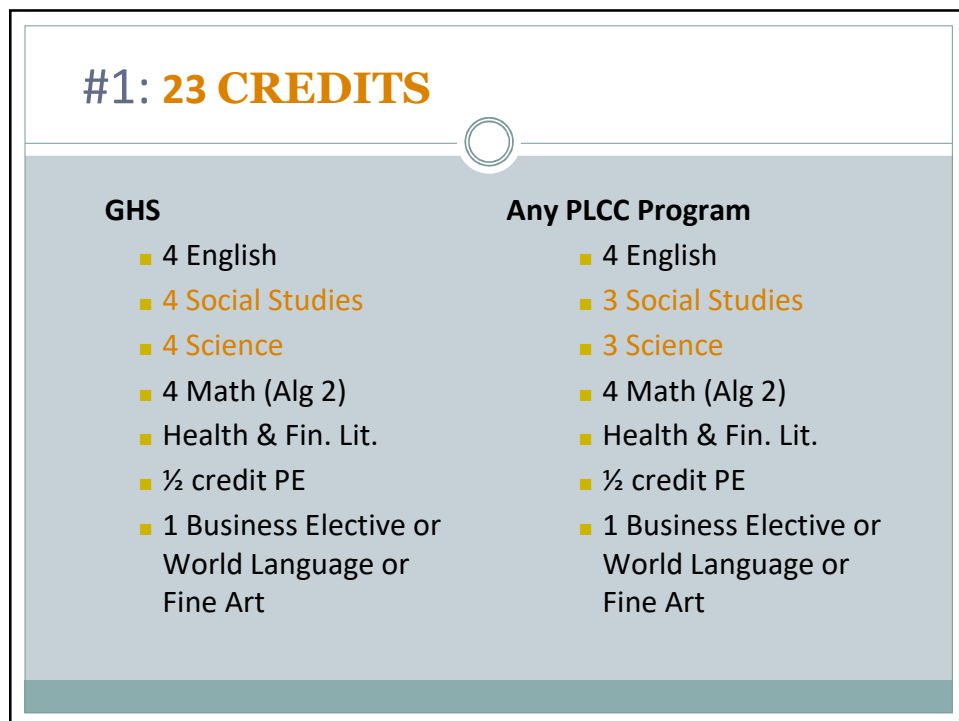 #1: 23 CREDITS
GHS
4 English
4 Social Studies
4 Science
4 Math (Alg 2)
Health & Fin. Lit.
½ credit PE
1 Business Elective or
World Language or
Fine Art
Any PLCC Program
4 English
3 Social Studies
3 Science
4 Math (Alg 2)
Health & Fin. Lit.
½ credit PE
1 Business Elective or
World Language or
Fine Art